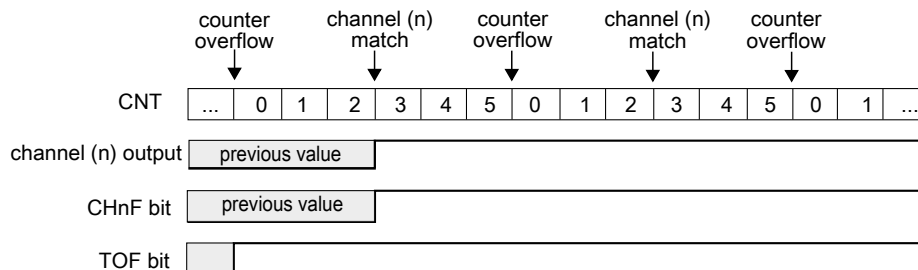 counter overflow
channel (n) match
counter overflow
channel (n) match
counter overflow
CNT ... 0 1 2 3 4 5 0 1 2 3 4 5 0 1 ...
channel (n) output previous value
CHnF bit previous value
TOF bit